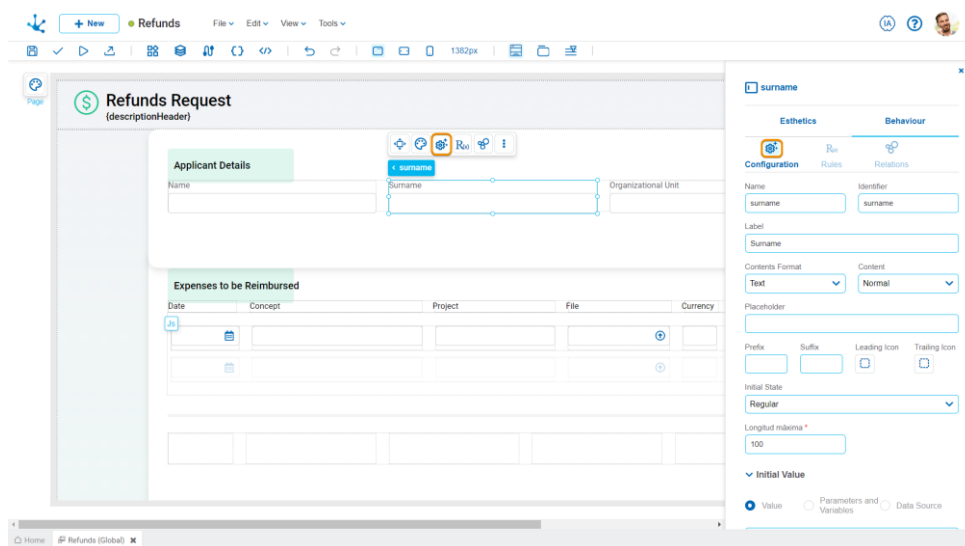 + New
Refunds
File
Edit
View
Tools
IA
?
1382px
Page
$
Refunds Request
{descriptionHeader}
R(x)
Applicant Details
< surname
Name
Surname
Organizational Unit
Expenses to be Reimbursed
Date
Concept
Project
File
Currency
Js
surname
Esthetics
Behaviour
R(x)
Configuration
Rules
Relations
Name
Identifier
surname
surname
Label
Surname
Contents Format
Content
Text
Normal
Placeholder
Prefix
Suffix
Leading Icon
Trailing Icon
Initial State
Regular
Longitud máxima *
100
Initial Value
Value
Parameters and
Variables
Data Source
Home
Refunds (Global)